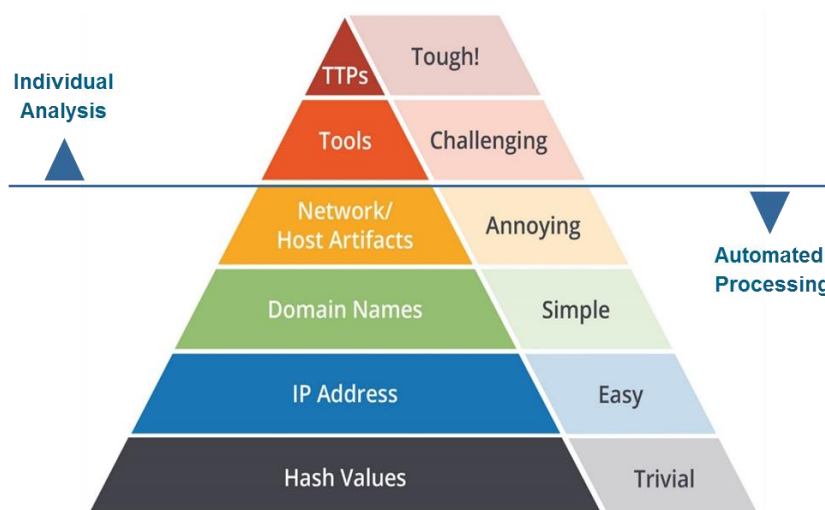 TTPs
Tough!
Individual
Analysis
Tools
Challenging
Network/
Host Artifacts
Annoying
Automated
Processing
Domain Names
Simple
IP Address
Easy
Hash Values
Trivial